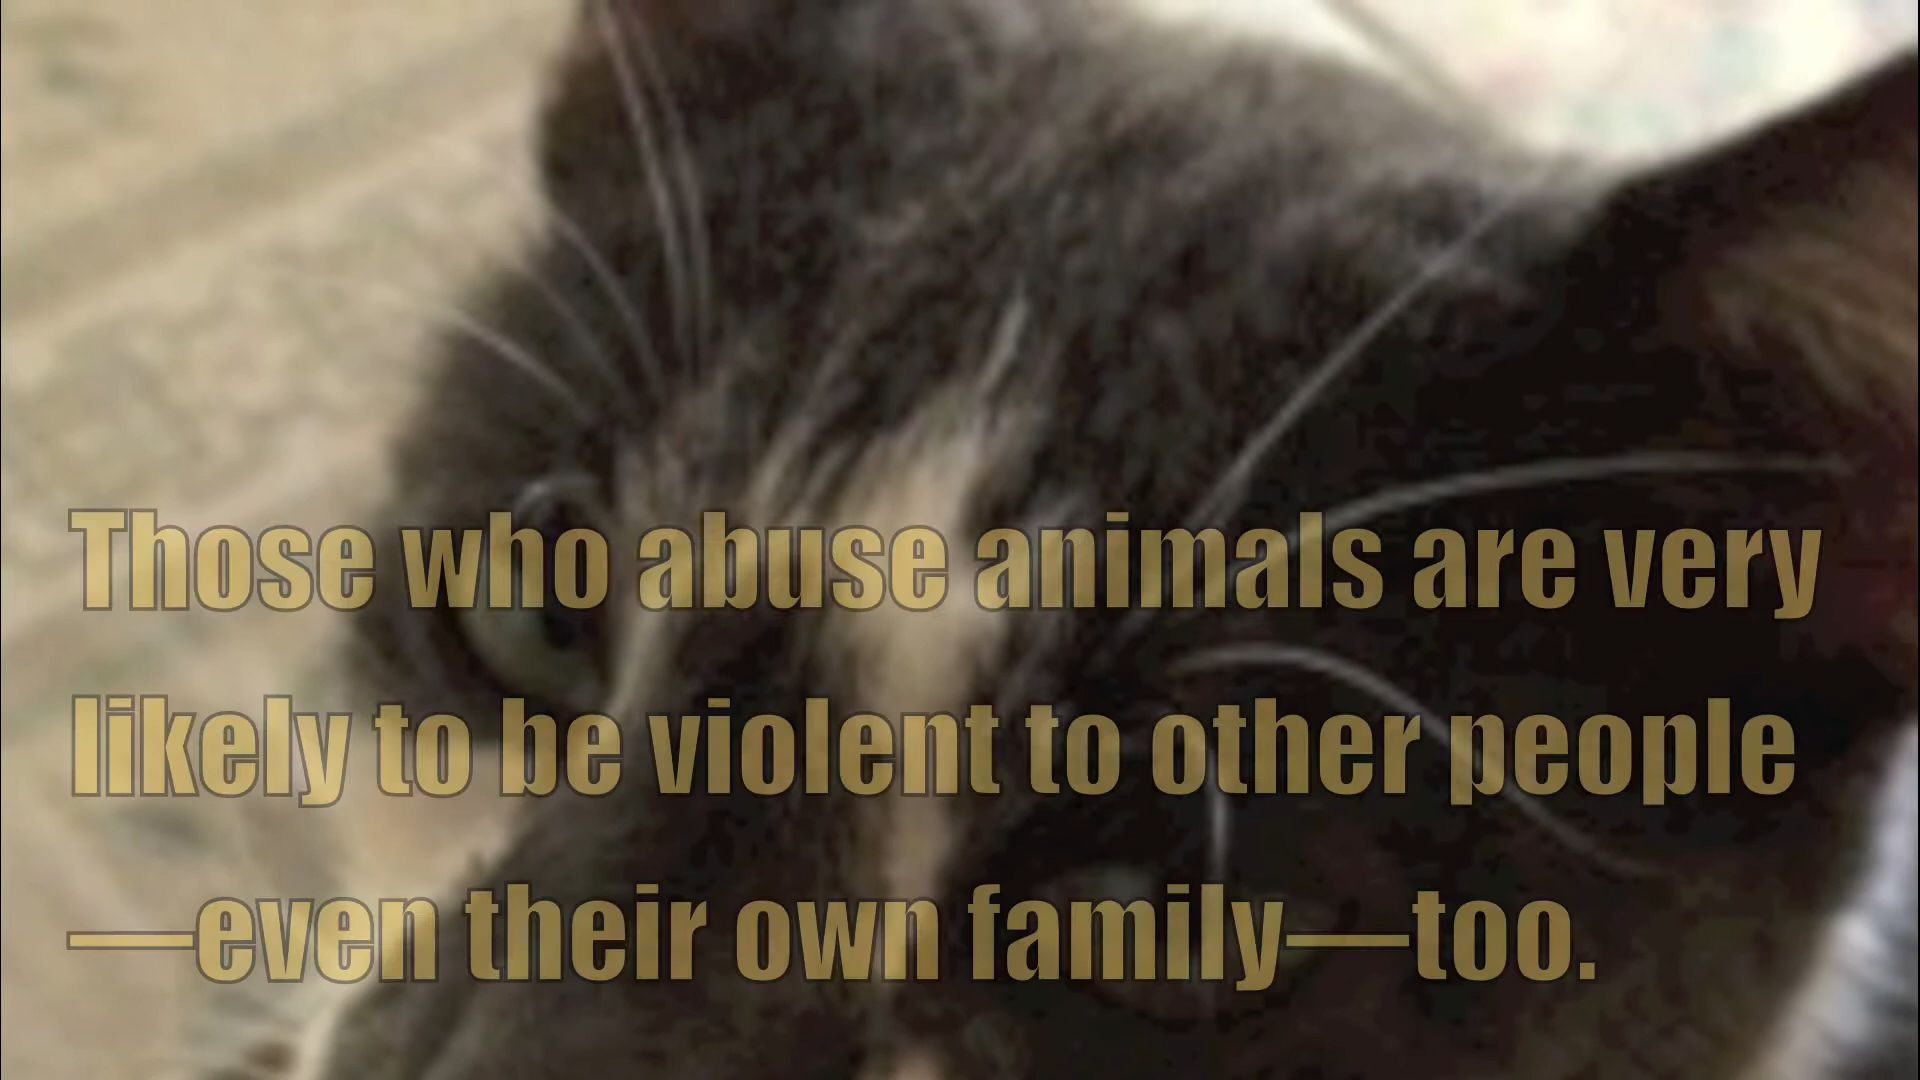 Those who abuse animals are very
likely to be violent to other people
—even their own family—too.